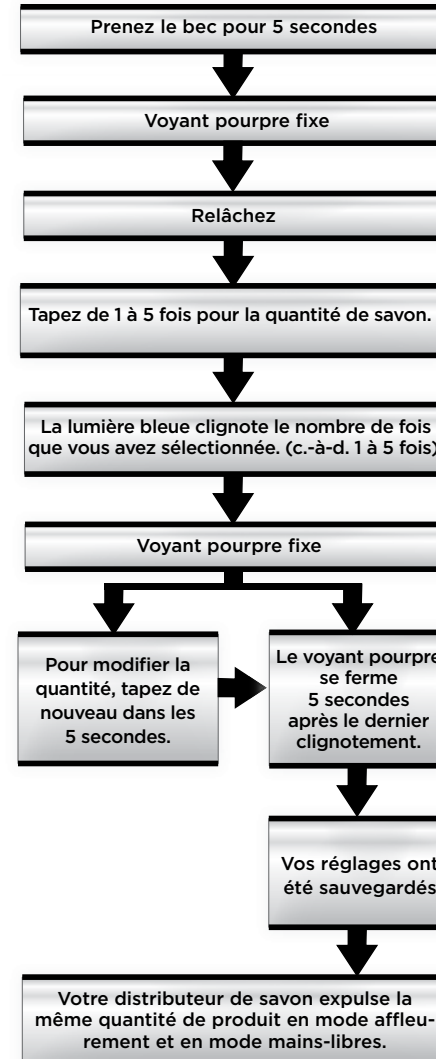 Prenez le bec pour 5 secondes
Voyant pourpre fixe
Relâchez
Tapez de 1 à 5 fois pour la quantité de savon.
La lumière bleue clignote le nombre de fois
que vous avez sélectionnée. (c.-à-d. 1 à 5 fois)
Voyant pourpre fixe
Pour modifier la
quantité, tapez de
nouveau dans les
5 secondes.
Le voyant pourpre
se ferme
5 secondes
après le dernier
clignotement.
Vos réglages ont
été sauvegardés
Votre distributeur de savon expulse la
même quantité de produit en mode affleu-
rement et en mode mains-libres.